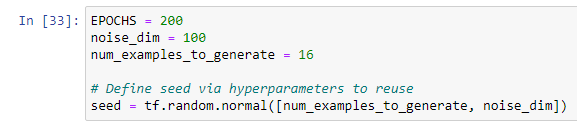 In [33]: EPOCHS = 200
noise_dim = 100
num_examples_to_generate = 16
# Define seed via hyperparameters to reuse
seed = tf.random.normal([num_examples_to_generate, noise_dim])